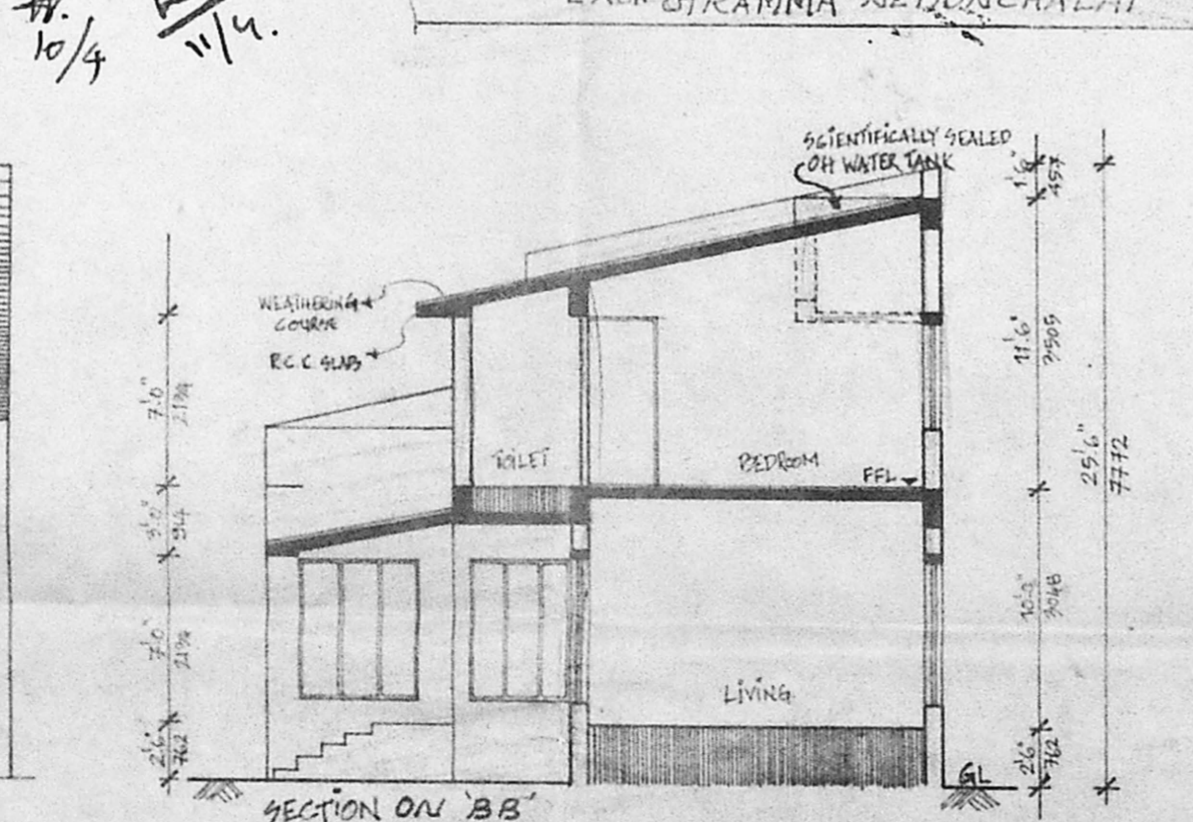 10/4
11/4.
SCIENTIFICALLY SEALED
OH WATER TANK
1'6"
457
WEATHERING
COURSE
R.C.C. SLAB
7'0"
2134
11'6"
3505
25'6"
7772
TOILET
BEDROOM
FFL
3'0"
914
7'0"
2134
10'0"
3048
LIVING
2'6"
762
2'6"
762
GL
SECTION ON 'BB'